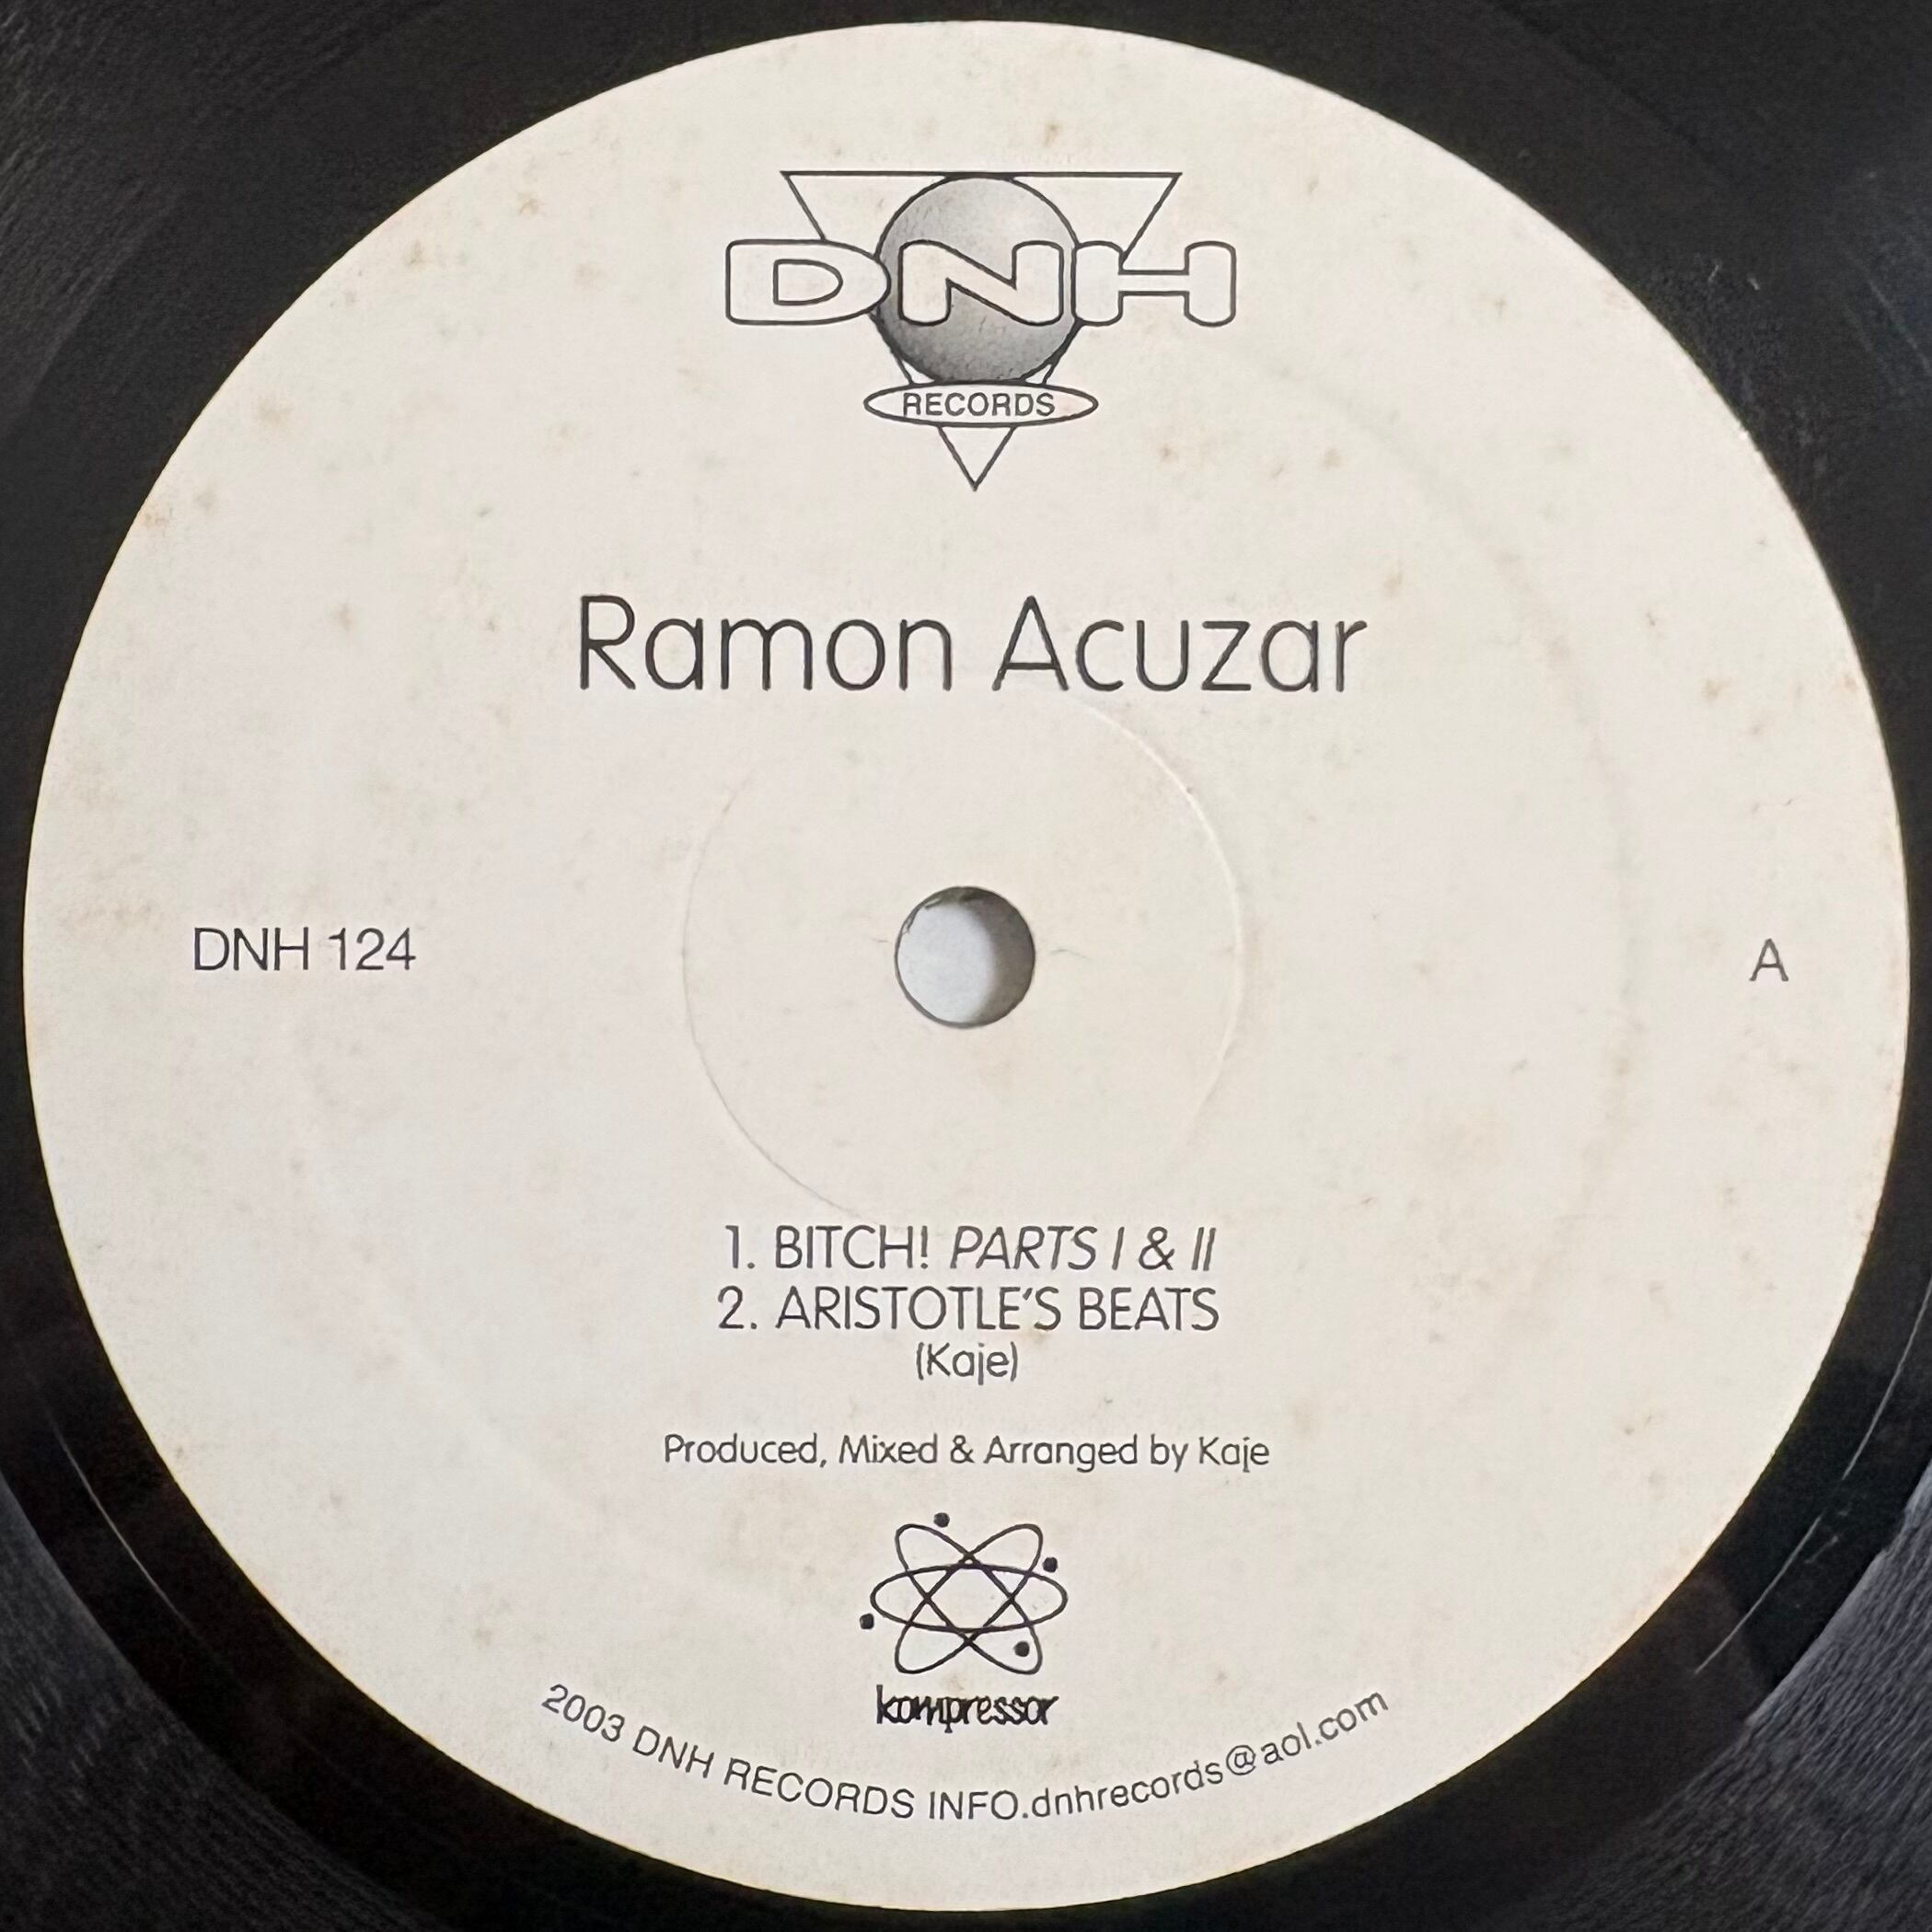 DNH
RECORDS
Ramon Acuzar
DNH 124
A
1. BITCH! PARTS I & II
2. ARISTOTLE'S BEATS
(Kaje)
Produced, Mixed & Arranged by Kaje
kompressor
2003 DNH RECORDS INFO.dnhrecords@aol.com